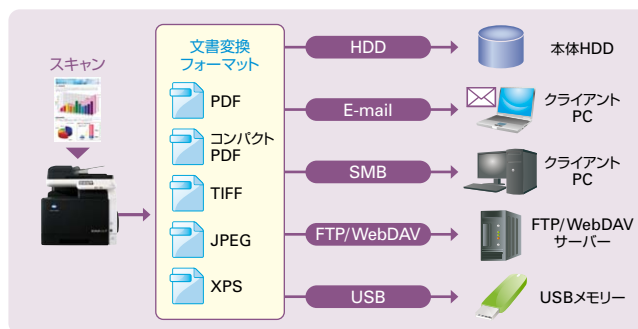 スキャン
文書変換
フォーマット
PDF
コンパクト
PDF
TIFF
JPEG
XPS
HDD
本体HDD
E-mail
クライアント
PC
SMB
クライアント
PC
FTP/WebDAV
FTP/WebDAV
サーバー
USB
USBメモリー